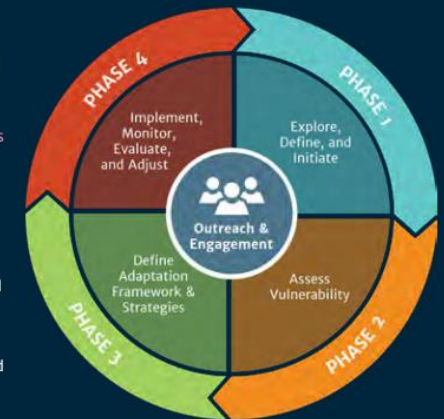 PHASE 4
Implement,
Monitor,
Evaluate,
and Adjust
PHASE 1
Explore,
Define, and
Initiate
Outreach &
Engagement
Define
Adaptation
Framework &
Strategies
PHASE 3
Assess
Vulnerability
PHASE 2